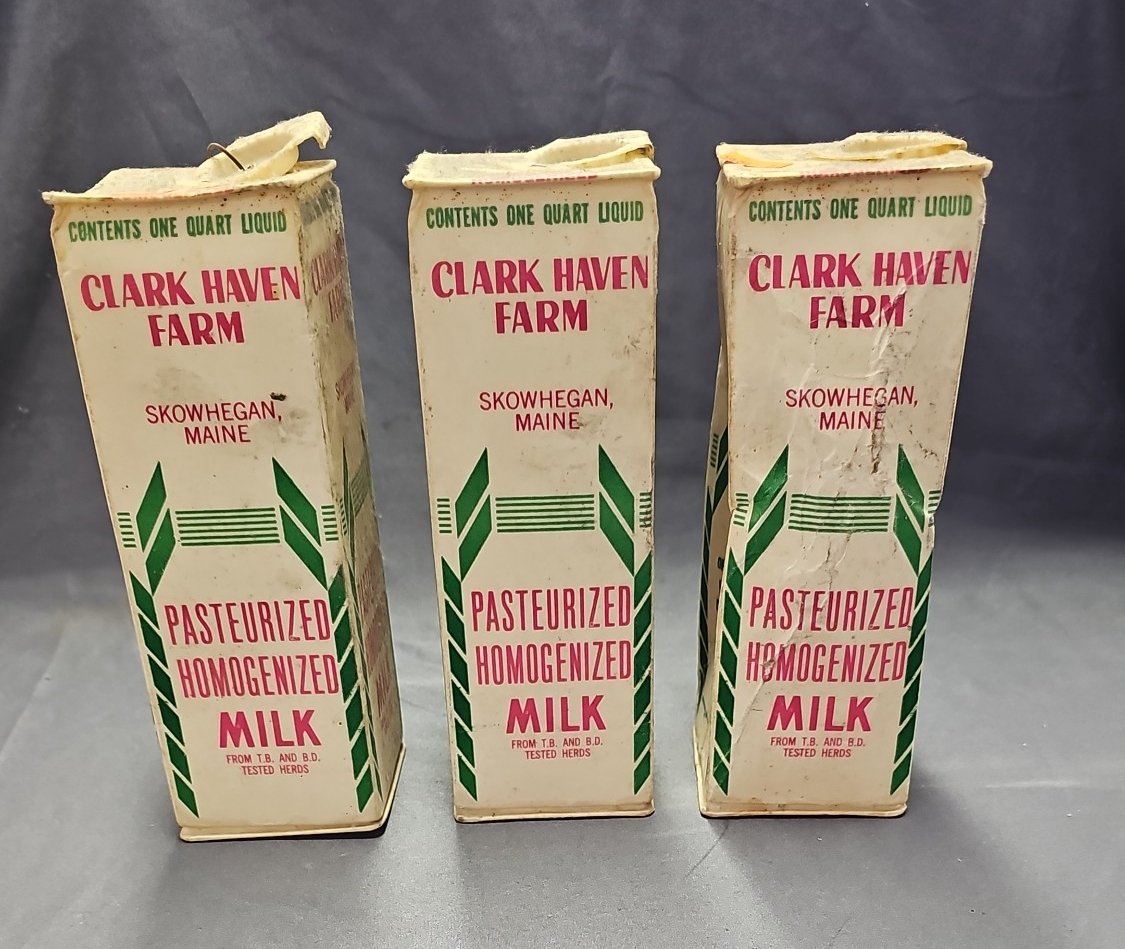 CONTENTS ONE QUART LIQUID
CLARK HAVEN
FARM
SKOWHEGAN,
MAINE
PASTEURIZED
HOMOGENIZED
MILK
FROM T.B. AND B.D.
TESTED HERDS
HOMOGENIZED
CONTENTS ONE QUART LIQUID
CLARK HAVEN
FARM
SKOWHEGAN,
MAINE
PASTEURIZED
HOMOGENIZED
MILK
FROM T.B. AND B.D.
TESTED HERDS
CONTENTS ONE QUART LIQUID
CLARK HAVEN
FARM
SKOWHEGAN,
MAINE
PASTEURIZED
HOMOGENIZED
MILK
FROM T.B. AND B.D.
TESTED HERDS